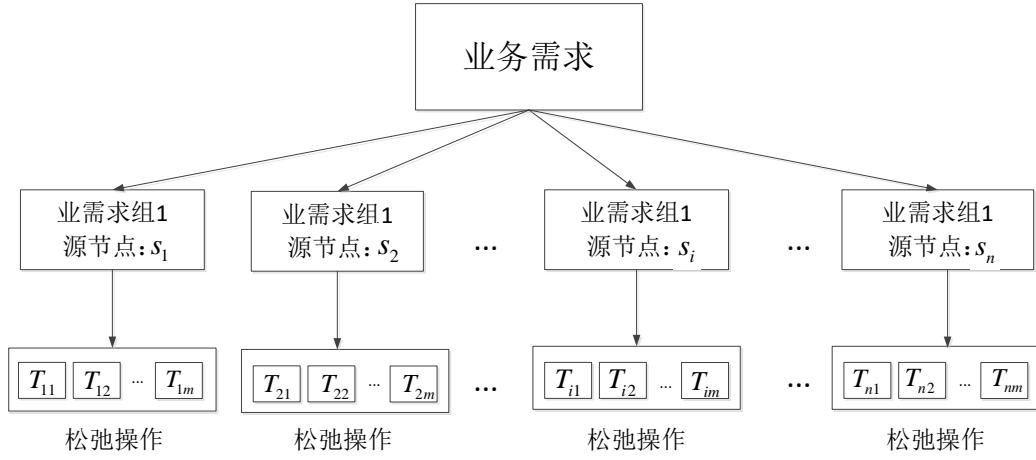 业务需求
业需求组1
源节点：s₁
业需求组1
源节点：s₂
...
业需求组1
源节点：sᵢ
...
业需求组1
源节点：sₙ
T₁₁ T₁₂ ... T₁ₘ
T₂₁ T₂₂ ... T₂ₘ
...
Tᵢ₁ Tᵢ₂ ... Tᵢₘ
...
Tₙ₁ Tₙ₂ ... Tₙₘ
松弛操作
松弛操作
松弛操作
松弛操作